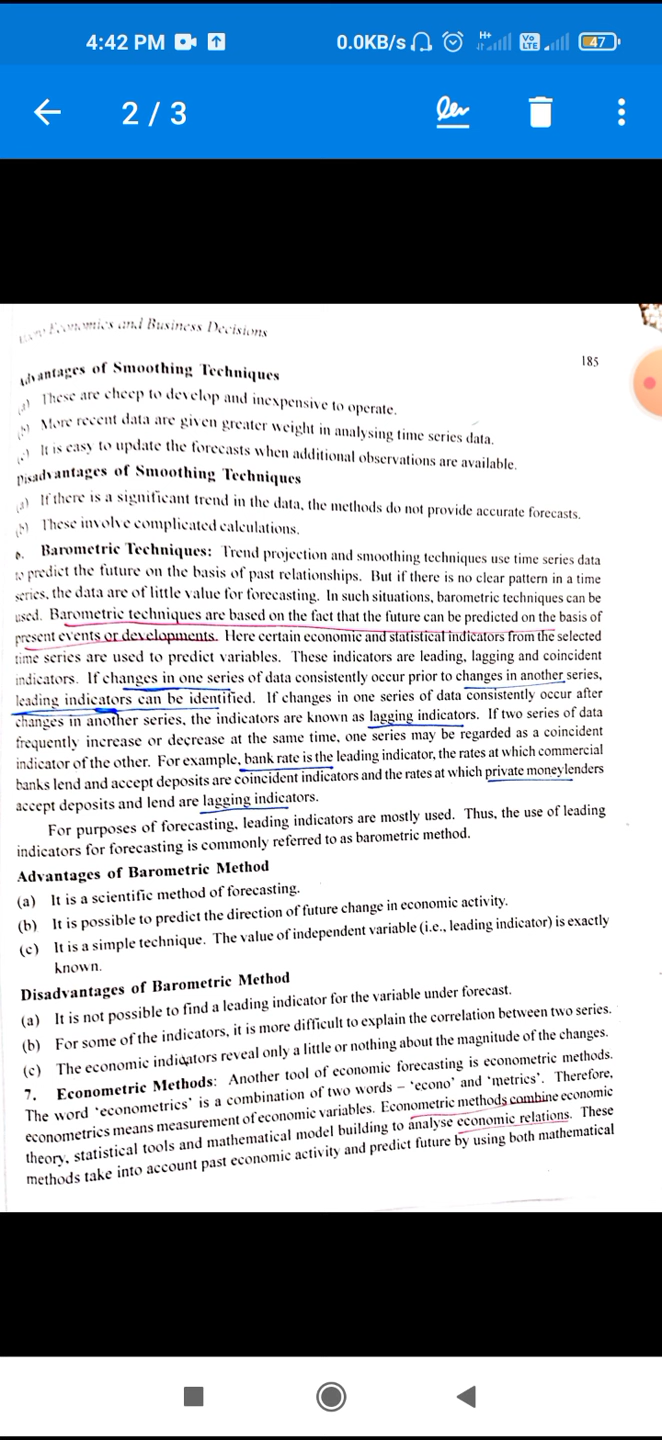 4:42 PM
0.0KB/s
H+
Vo
LTE
47
2 / 3
Economics and Business Decisions
185
Advantages of Smoothing Techniques
(a) These are cheep to develop and inexpensive to operate.
(b) More recent data are given greater weight in analysing time series data.
(c) It is easy to update the forecasts when additional observations are available.
Disadvantages of Smoothing Techniques
(a) If there is a significant trend in the data, the methods do not provide accurate forecasts.
(b) These involve complicated calculations.
6. Barometric Techniques: Trend projection and smoothing techniques use time series data
to predict the future on the basis of past relationships. But if there is no clear pattern in a time
series, the data are of little value for forecasting. In such situations, barometric techniques can be
used. Barometric techniques are based on the fact that the future can be predicted on the basis of
present events or developments. Here certain economic and statistical indicators from the selected
time series are used to predict variables. These indicators are leading, lagging and coincident
indicators. If changes in one series of data consistently occur prior to changes in another series,
leading indicators can be identified. If changes in one series of data consistently occur after
changes in another series, the indicators are known as lagging indicators. If two series of data
frequently increase or decrease at the same time, one series may be regarded as a coincident
indicator of the other. For example, bank rate is the leading indicator, the rates at which commercial
banks lend and accept deposits are coincident indicators and the rates at which private moneylenders
accept deposits and lend are lagging indicators.
For purposes of forecasting, leading indicators are mostly used. Thus, the use of leading
indicators for forecasting is commonly referred to as barometric method.
Advantages of Barometric Method
(a) It is a scientific method of forecasting.
(b) It is possible to predict the direction of future change in economic activity.
(c) It is a simple technique. The value of independent variable (i.e., leading indicator) is exactly
known.
Disadvantages of Barometric Method
(a) It is not possible to find a leading indicator for the variable under forecast.
(b) For some of the indicators, it is more difficult to explain the correlation between two series.
(c) The economic indicators reveal only a little or nothing about the magnitude of the changes.
7. Econometric Methods: Another tool of economic forecasting is econometric methods.
The word ‘econometrics’ is a combination of two words – ‘econo’ and ‘metrics’. Therefore,
econometrics means measurement of economic variables. Econometric methods combine economic
theory, statistical tools and mathematical model building to analyse economic relations. These
methods take into account past economic activity and predict future by using both mathematical